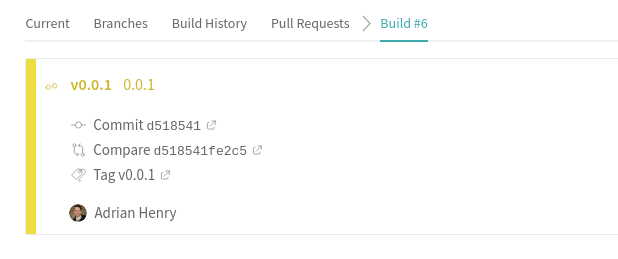 Current Branches Build History Pull Requests Build #6
v0.0.1 0.0.1
Commit d518541
Compare d518541fe2c5
Tag v0.0.1
Adrian Henry